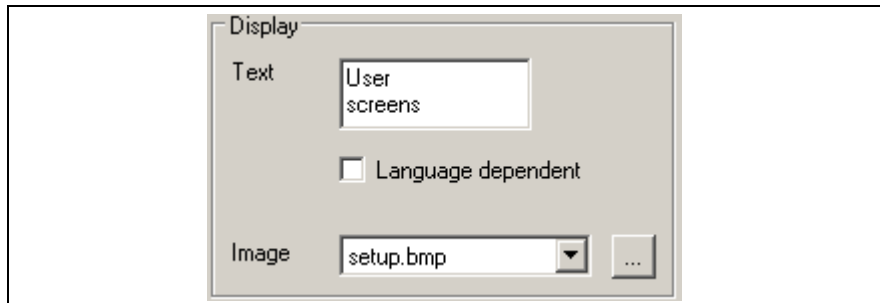 Display
Text
User
screens
Language dependent
Image
setup.bmp
...